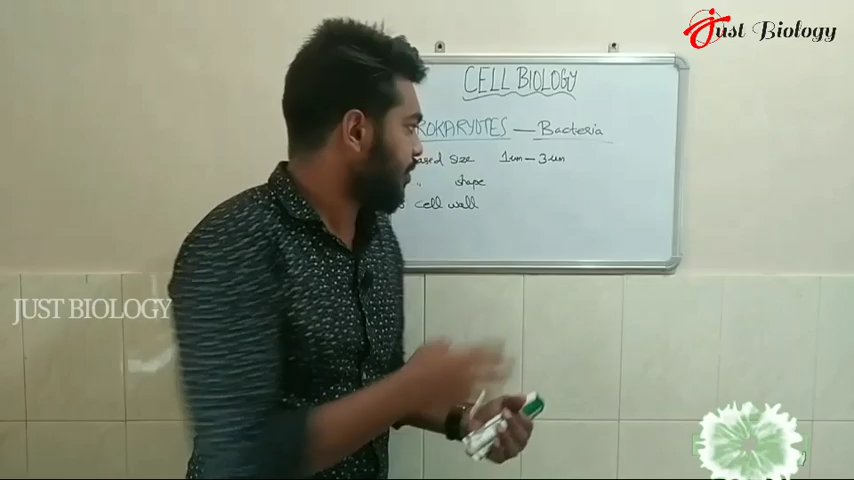 Just Biology
CELL BIOLOGY
ROKARYOTES — Bacteria
ased size 1um - 3um
" shape
cell wall
JUST BIOLOGY